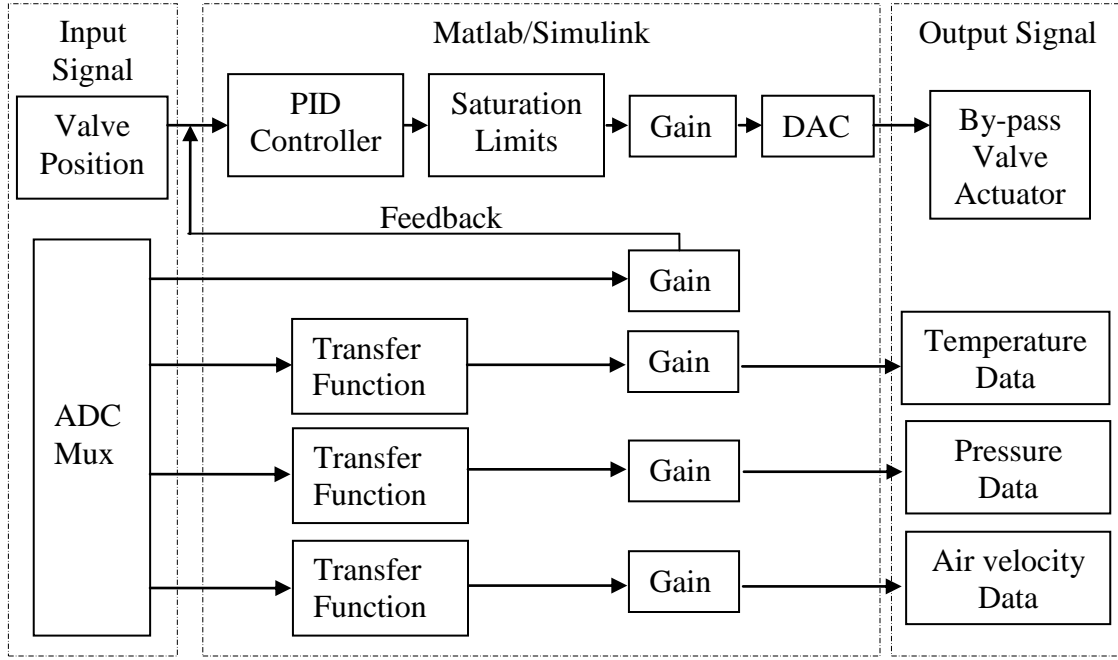 Input
Signal
Matlab/Simulink
Output Signal
Valve
Position
PID
Controller
Saturation
Limits
Gain
DAC
By-pass
Valve
Actuator
Feedback
ADC
Mux
Gain
Transfer
Function
Gain
Temperature
Data
Transfer
Function
Gain
Pressure
Data
Transfer
Function
Gain
Air velocity
Data